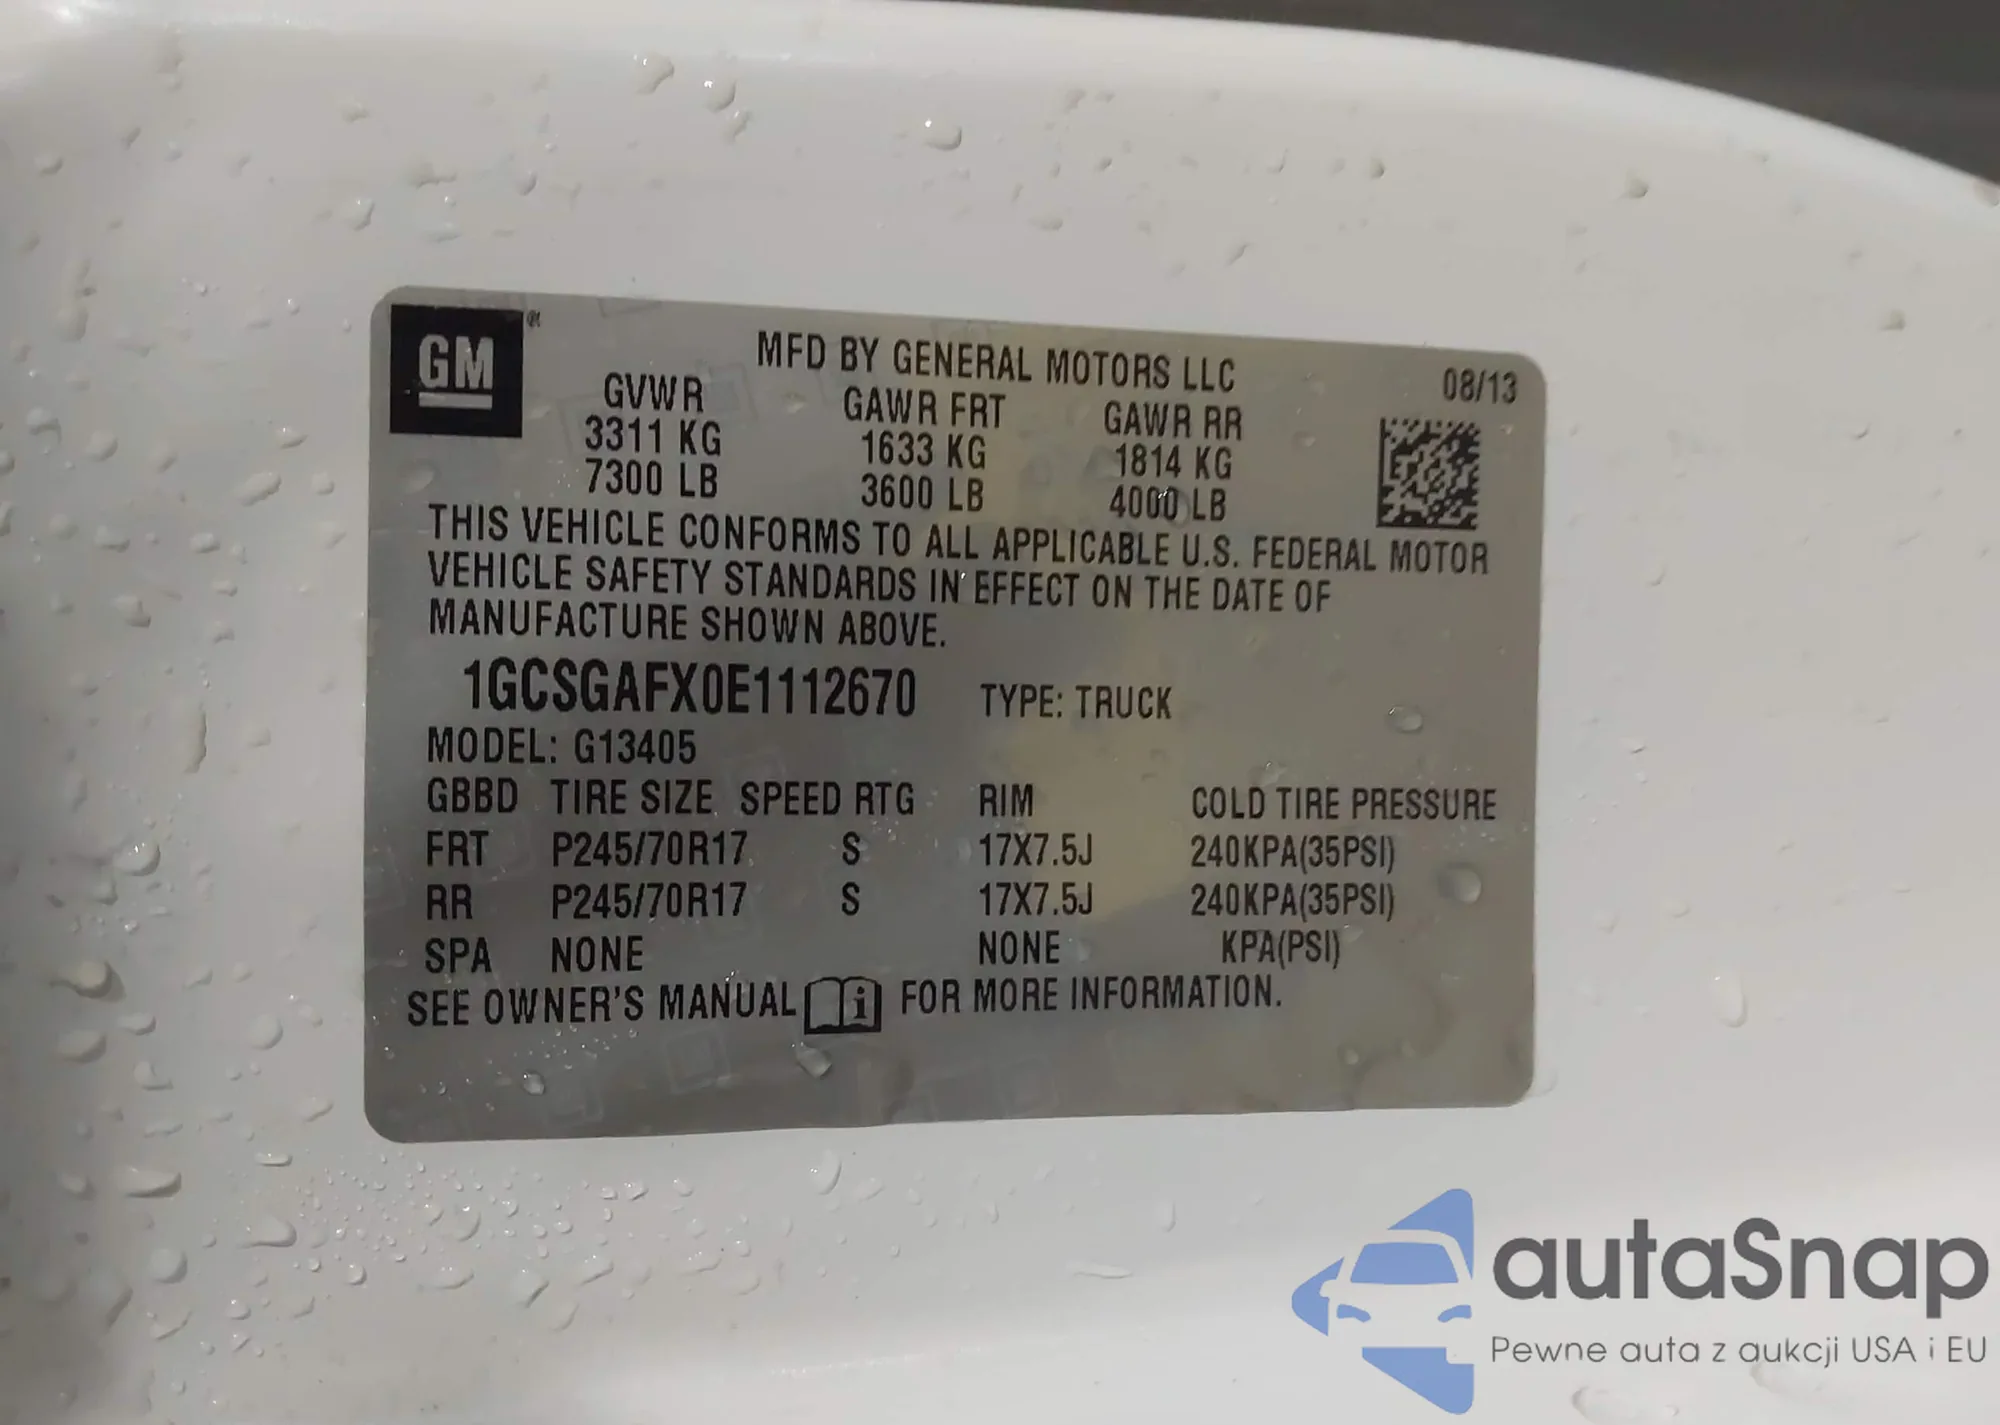 GM®
MFD BY GENERAL MOTORS LLC 08/13
GVWR GAWR FRT GAWR RR
3311 KG 1633 KG 1814 KG
7300 LB 3600 LB 4000 LB
THIS VEHICLE CONFORMS TO ALL APPLICABLE U.S. FEDERAL MOTOR
VEHICLE SAFETY STANDARDS IN EFFECT ON THE DATE OF
MANUFACTURE SHOWN ABOVE.
1GCSGAFX0E1112670 TYPE: TRUCK
MODEL: G13405
GBBD TIRE SIZE SPEED RTG RIM COLD TIRE PRESSURE
FRT P245/70R17 S 17X7.5J 240KPA(35PSI)
RR P245/70R17 S 17X7.5J 240KPA(35PSI)
SPA NONE NONE KPA(PSI)
SEE OWNER'S MANUAL i FOR MORE INFORMATION.
autaSnap
Pewne auta z aukcji USA i EU